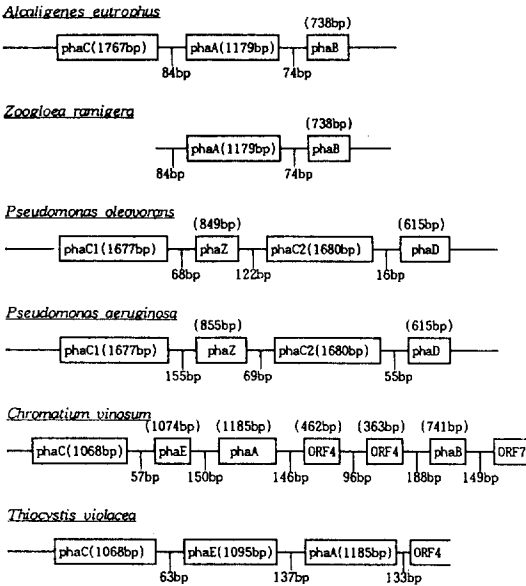 Alcaligenes eutrophus
(738bp)
phaC(1767bp) phaA(1179bp) phaB
84bp 74bp
Zoogloea ramigera
(738bp)
phaA(1179bp) phaB
84bp 74bp
Pseudomonas oleovorans
(849bp) (615bp)
phaC1(1677bp) phaZ phaC2(1680bp) phaD
68bp 122bp 16bp
Pseudomonas aeruginosa
(855bp) (615bp)
phaC1(1677bp) phaZ phaC2(1680bp) phaD
155bp 69bp 55bp
Chromatium vinosum
(1074bp) (1185bp) (462bp) (363bp) (741bp)
phaC(1068bp) phaE phaA ORF4 ORF4 phaB ORF7
57bp 150bp 146bp 96bp 188bp 149bp
Thiocystis violacea
phaC(1068bp) phaE(1095bp) phaA(1185bp) ORF4
63bp 137bp 133bp